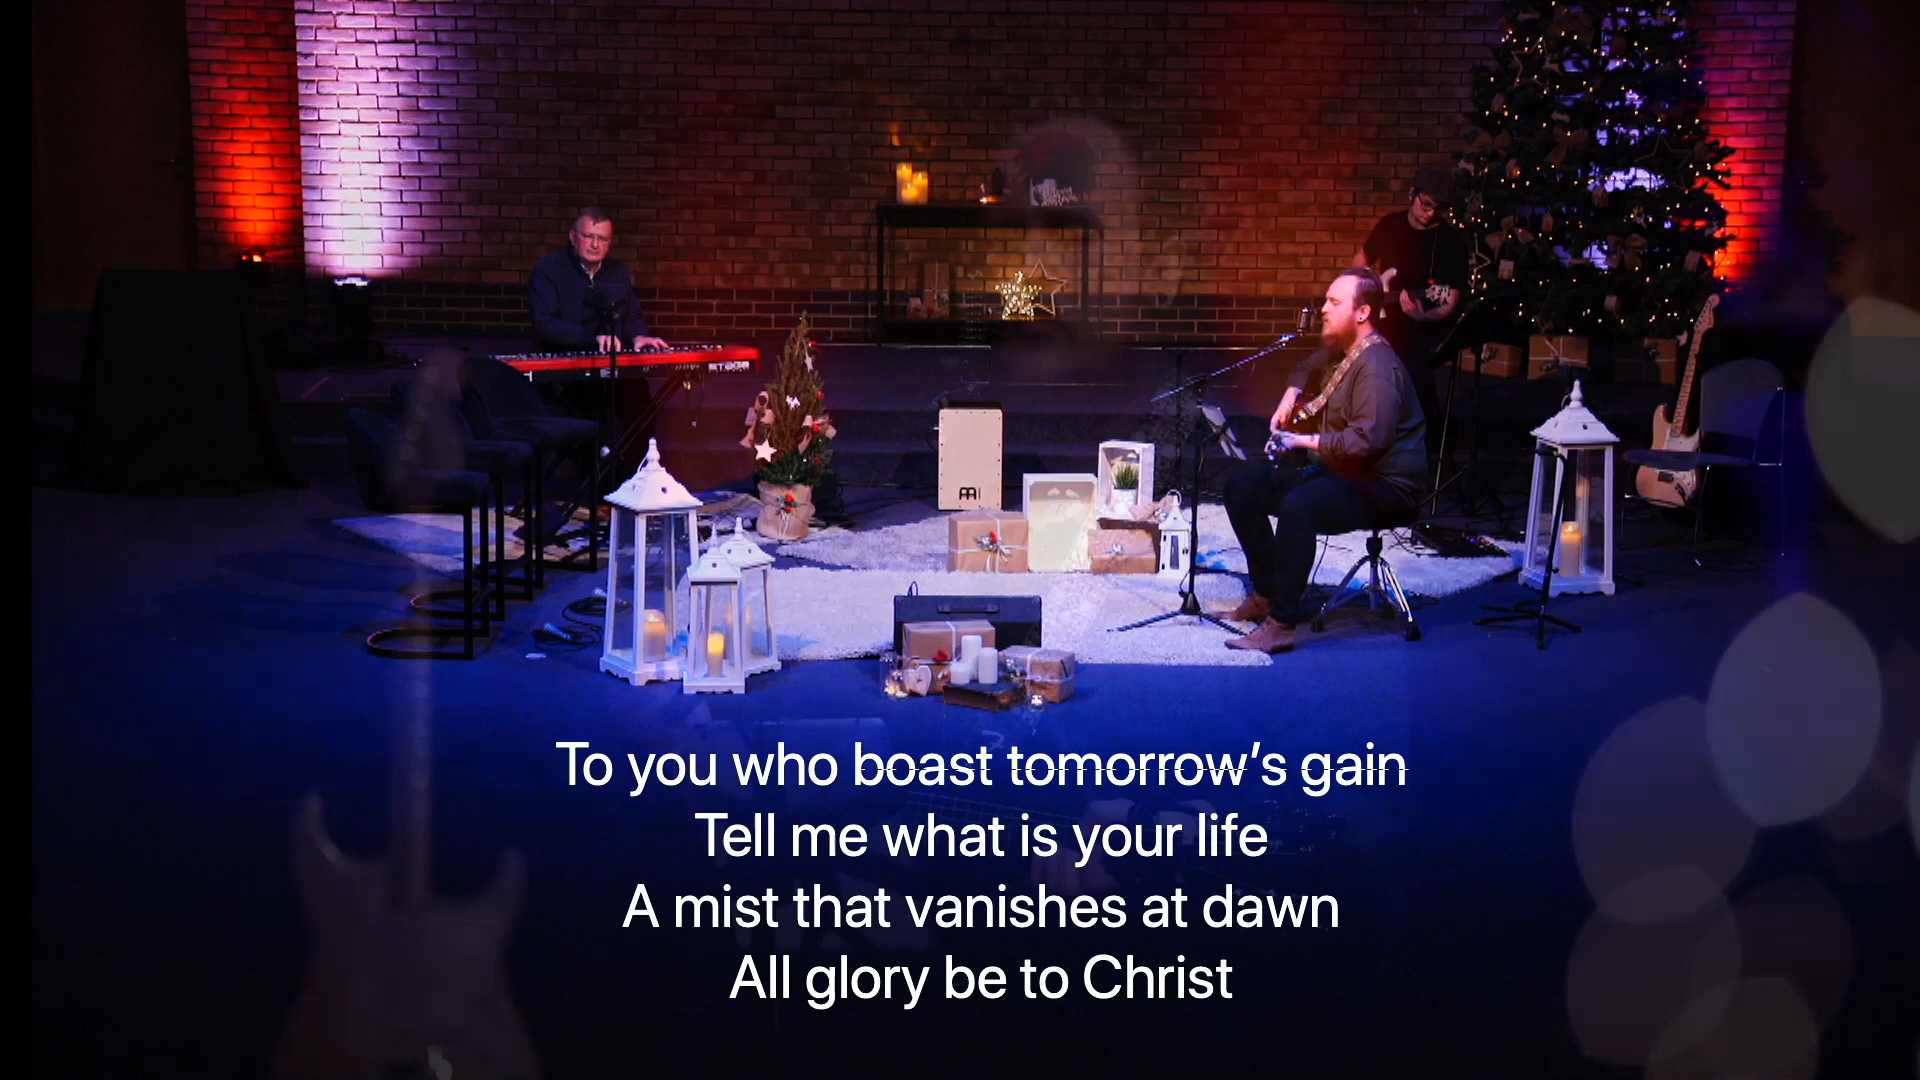 To you who boast tomorrow’s gain
Tell me what is your life
A mist that vanishes at dawn
All glory be to Christ